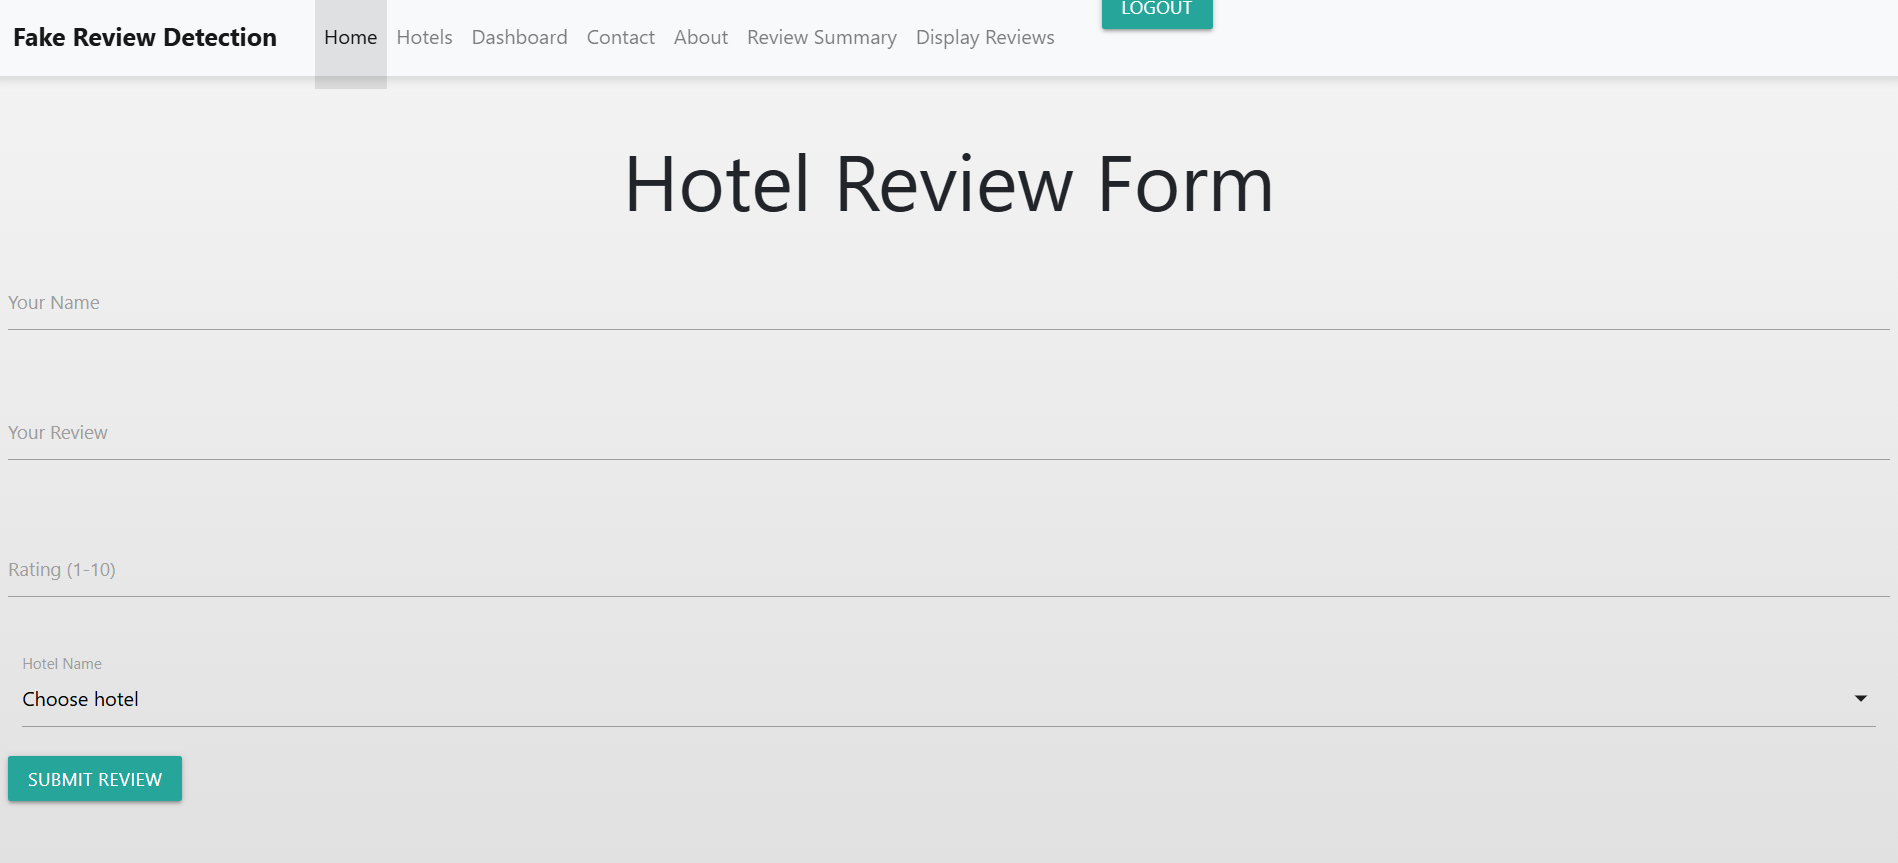 Fake Review Detection Home Hotels Dashboard Contact About Review Summary Display Reviews LOGOUT
Hotel Review Form
Your Name
Your Review
Rating (1-10)
Hotel Name
Choose hotel
SUBMIT REVIEW